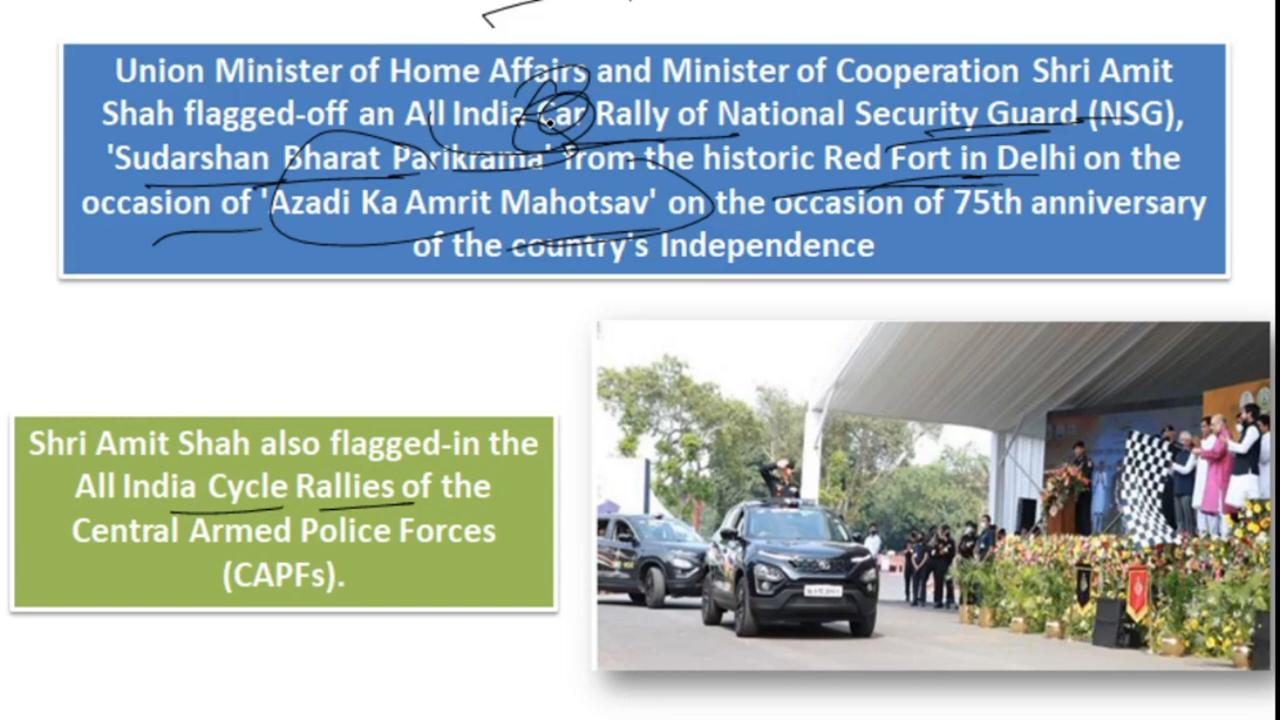 Union Minister of Home Affairs and Minister of Cooperation Shri Amit
Shah flagged-off an All India Car Rally of National Security Guard (NSG),
'Sudarshan Bharat Parikrama' from the historic Red Fort in Delhi on the
occasion of 'Azadi Ka Amrit Mahotsav' on the occasion of 75th anniversary
of the country's Independence
Shri Amit Shah also flagged-in the
All India Cycle Rallies of the
Central Armed Police Forces
(CAPFs).